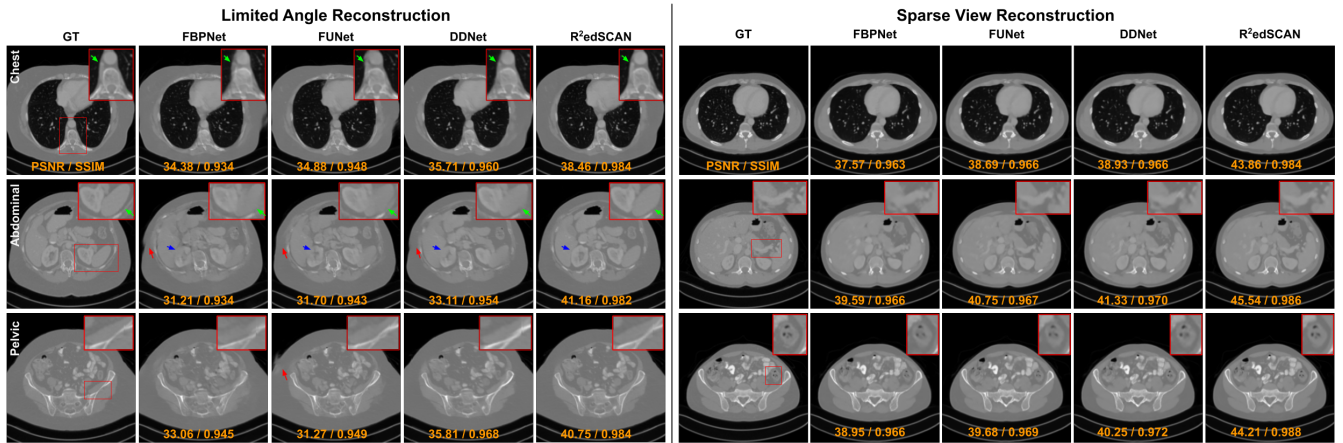 Limited Angle Reconstruction
GT FBPNet FUNet DDNet R²edSCAN
Chest
PSNR / SSIM 34.38 / 0.934 34.88 / 0.948 35.71 / 0.960 38.46 / 0.984
Abdominal
31.21 / 0.934 31.70 / 0.943 33.11 / 0.954 41.16 / 0.982
Pelvic
33.06 / 0.945 31.27 / 0.949 35.81 / 0.968 40.75 / 0.984
Sparse View Reconstruction
GT FBPNet FUNet DDNet R²edSCAN
PSNR / SSIM 37.57 / 0.963 38.69 / 0.966 38.93 / 0.966 43.86 / 0.984
39.59 / 0.966 40.75 / 0.967 41.33 / 0.970 45.54 / 0.986
38.95 / 0.966 39.68 / 0.969 40.25 / 0.972 44.21 / 0.988